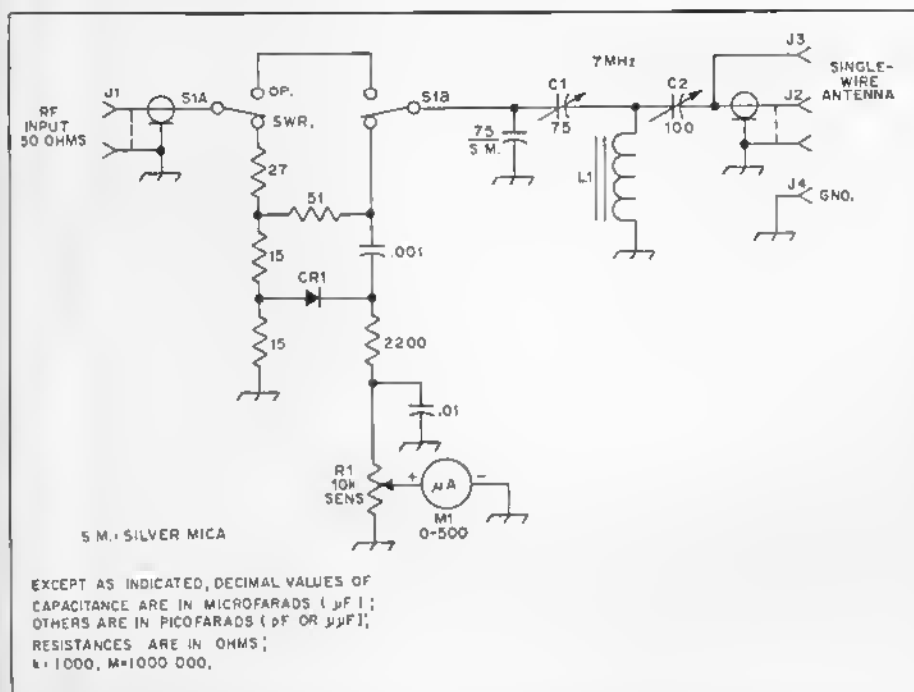 J1
RF
INPUT
50 OHMS
S1A
OP.
SWR.
S1B
27
51
15
.001
CR1
15
2200
.01
R1
10k
SENS
+
μA
-
M1
0-500
7MHz
C1
75
75
S.M.
L1
C2
100
J3
J2
SINGLE-
WIRE
ANTENNA
J4
GND.
S.M.: SILVER MICA
EXCEPT AS INDICATED, DECIMAL VALUES OF
CAPACITANCE ARE IN MICROFARADS (μF);
OTHERS ARE IN PICOFARADS (pF OR μμF);
RESISTANCES ARE IN OHMS;
k=1000, M=1000 000.